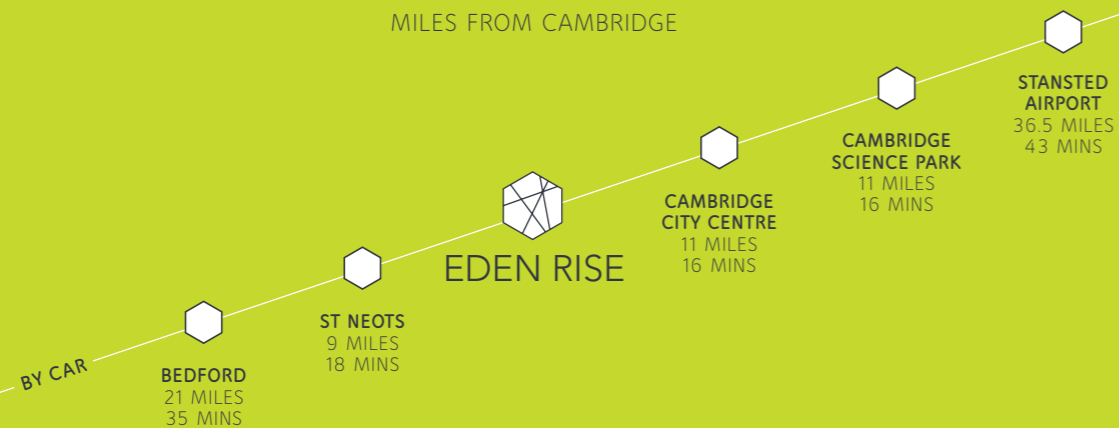 MILES FROM CAMBRIDGE
STANSTED
AIRPORT
36.5 MILES
43 MINS
CAMBRIDGE
SCIENCE PARK
11 MILES
16 MINS
CAMBRIDGE
CITY CENTRE
11 MILES
16 MINS
EDEN RISE
ST NEOTS
9 MILES
18 MINS
BY CAR
BEDFORD
21 MILES
35 MINS